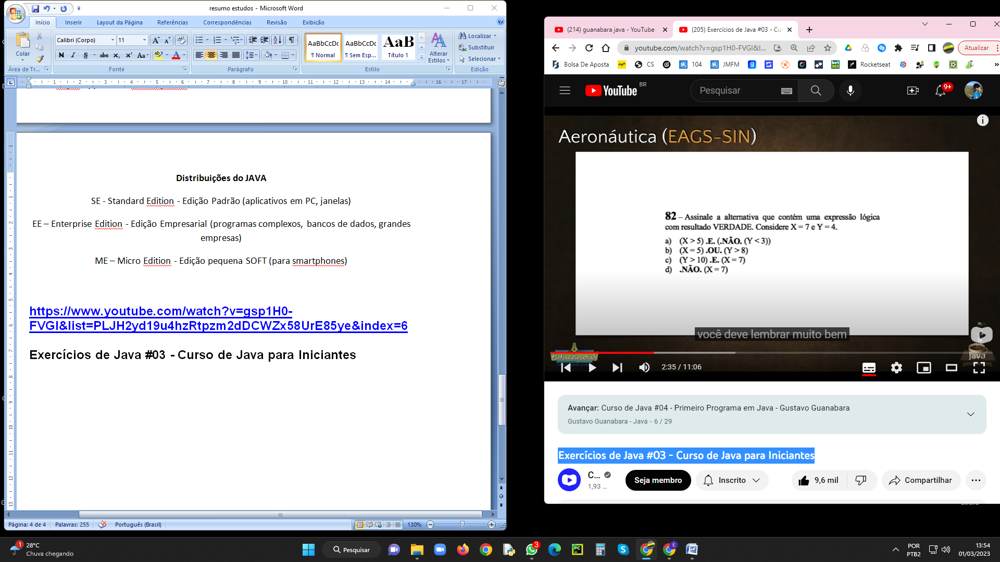 resumo estudos - Microsoft Word
Início
Inserir
Layout da Página
Referências
Correspondências
Revisão
Exibição
Colar
Área de Tr...
Calibri (Corpo)
11
Fonte
Parágrafo
AaBbCcDc
¶ Normal
AaBbCcDc
¶ Sem Esp...
AaB
Título 1
Alterar
Estilos
Estilo
Localizar
Substituir
Selecionar
Edição
Distribuições do JAVA
SE - Standard Edition - Edição Padrão (aplicativos em PC, janelas)
EE – Enterprise Edition - Edição Empresarial (programas complexos, bancos de dados, grandes
empresas)
ME – Micro Edition - Edição pequena SOFT (para smartphones)
https://www.youtube.com/watch?v=gsp1H0-
FVGI&list=PLJH2yd19u4hzRtpzm2dDCWZx58UrE85ye&index=6
Exercícios de Java #03 - Curso de Java para Iniciantes
Página: 4 de 4
Palavras: 255
Português (Brasil)
130%
(214) guanabara java - YouTube
(205) Exercícios de Java #03 - Cu
youtube.com/watch?v=gsp1H0-FVGI&l...
Atualizar
Bolsa De Aposta
CS
104
JMFM
bet365
Rocketseat
YouTube
BR
Pesquisar
9+
Aeronáutica (EAGS-SIN)
82 – Assinale a alternativa que contém uma expressão lógica
com resultado VERDADE. Considere X = 7 e Y = 4.
a) (X > 5) .E. (.NÃO. (Y < 3))
b) (X = 5) .OU. (Y > 8)
c) (Y > 10) .E. (X = 7)
d) .NÃO. (X = 7)
você deve lembrar muito bem
Educandus
Java
2:35 / 11:06
Avançar: Curso de Java #04 - Primeiro Programa em Java - Gustavo Guanabara
Gustavo Guanabara - Java - 6 / 29
Exercícios de Java #03 - Curso de Java para Iniciantes
C...
1,93 ...
Seja membro
Inscrito
9,6 mil
Compartilhar
28°C
Chuva chegando
1
Pesquisar
3
POR
PTB2
13:54
01/03/2023